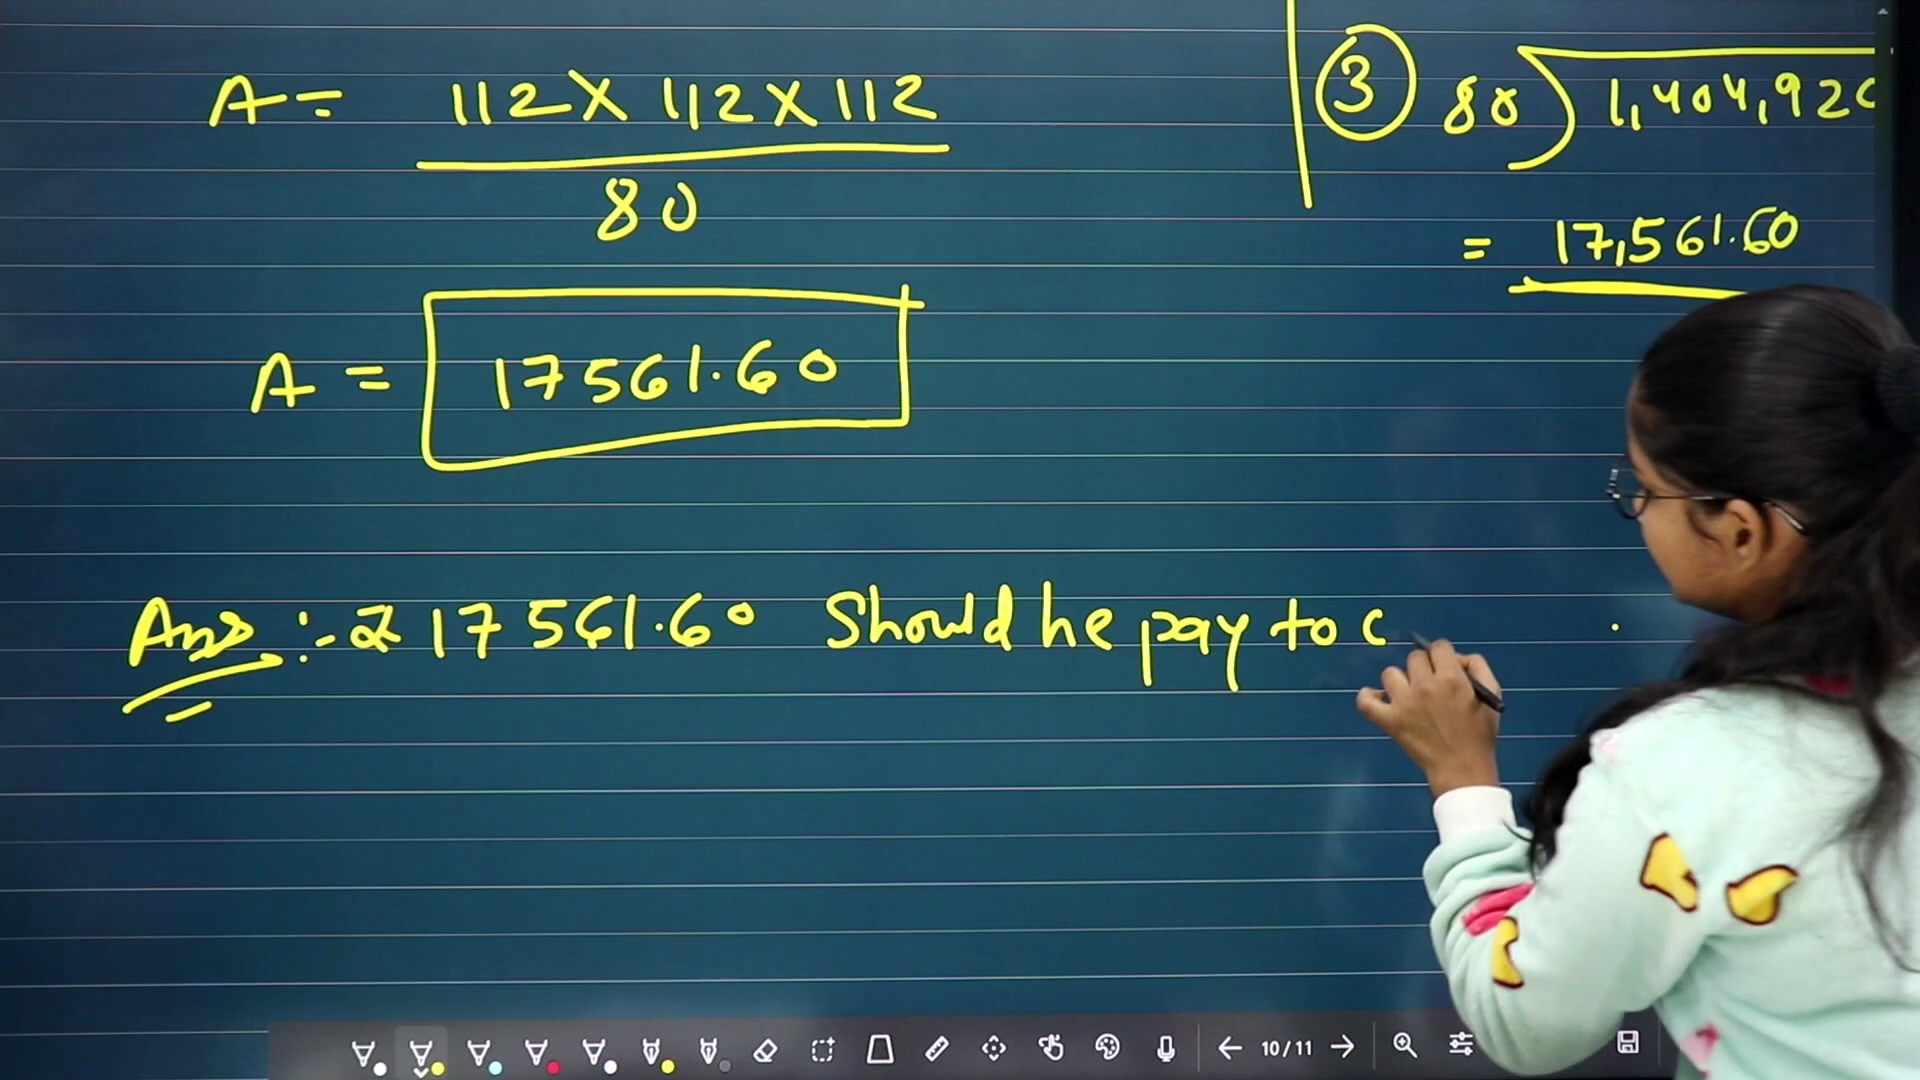 A = 112 X 112 X 112
80
A = 17561.60
③ 80) 1,404,920
= 17,561.60
Ans :- ₹ 17561.60 Should he pay to c
10/11